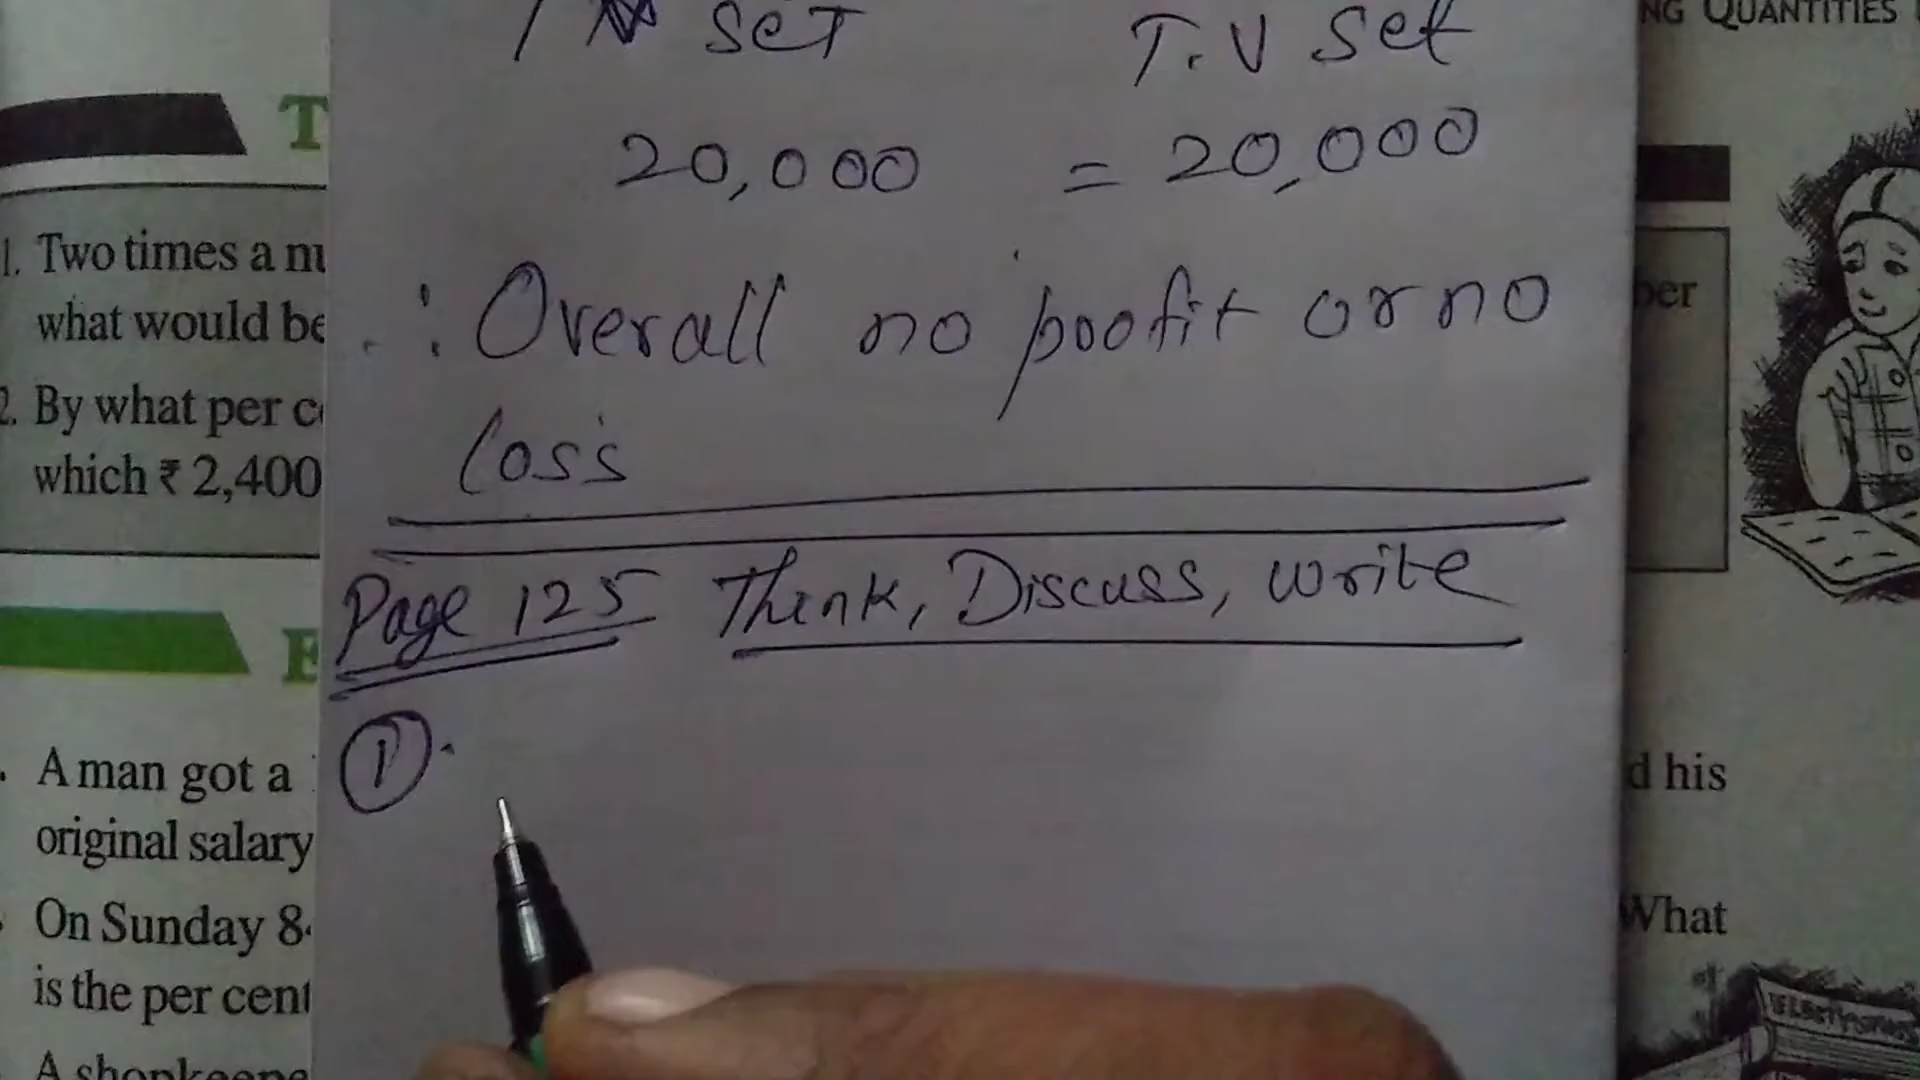 NG QUANTITIES
SET T.V Set
20,000 = 20,000
∴ Overall no poofit or no
Loss
Page 125 Think, Discuss, write
①.
T
1. Two times a nu
what would be
2. By what per c
which ₹ 2,400
E
A man got a
original salary
On Sunday 8
is the per cent
A shopkeepe
ber
d his
What